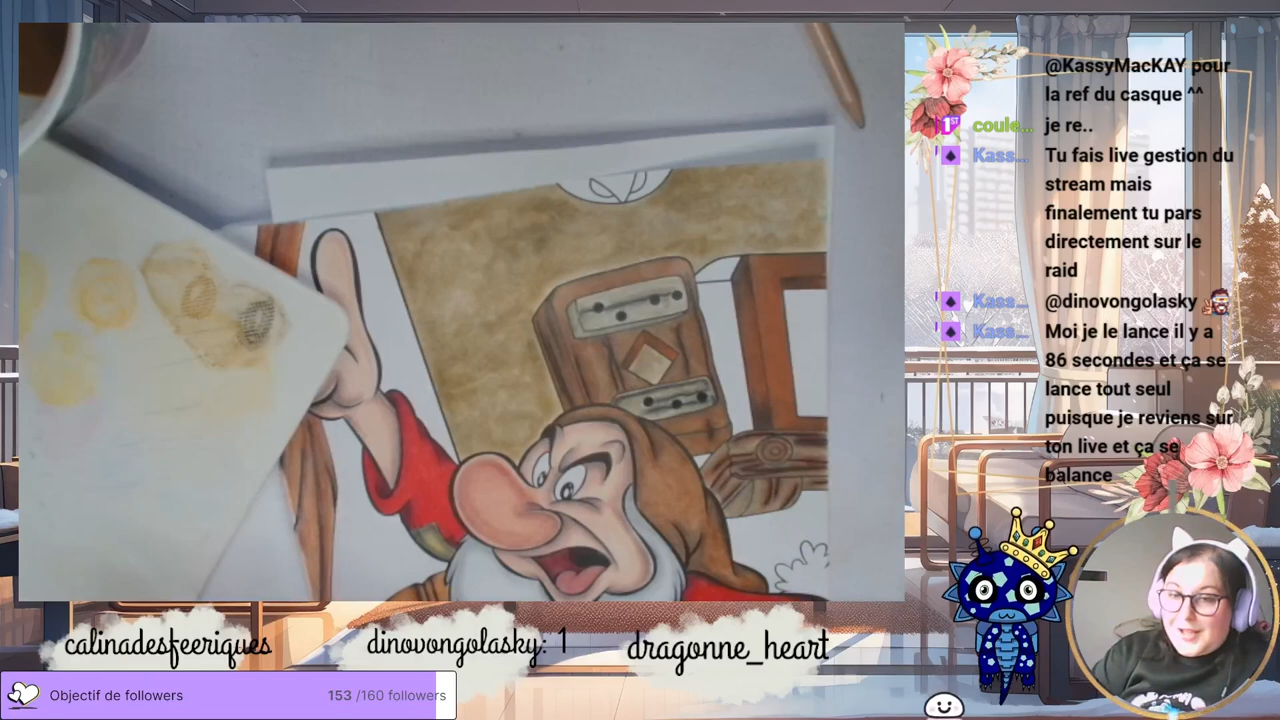 @KassyMacKAY pour
la ref du casque ^^
1ST coule... je re..
Kass... Tu fais live gestion du
stream mais
finalement tu pars
directement sur le
raid
Kass... @dinovongolasky
Kass... Moi je le lance il y a
86 secondes et ça se
lance tout seul
puisque je reviens sur
ton live et ça se
balance
calinadesfeeriques
dinovongolasky: 1
dragonne_heart
Objectif de followers 153 /160 followers